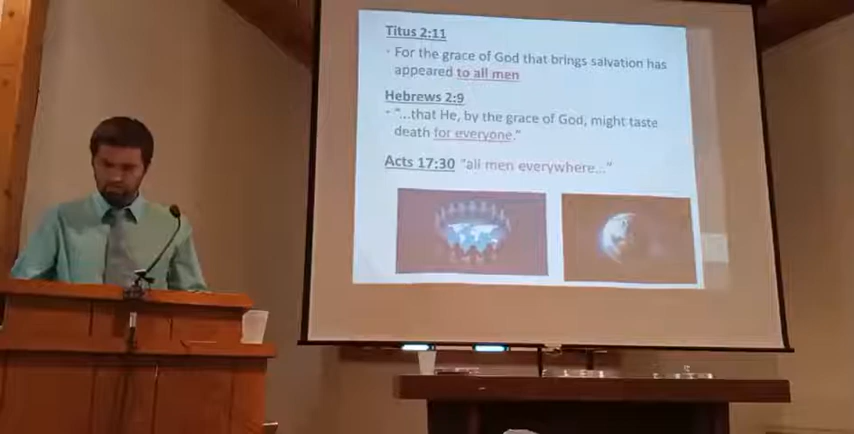 Titus 2:11
• For the grace of God that brings salvation has
appeared to all men
Hebrews 2:9
• "...that He, by the grace of God, might taste
death for everyone."
Acts 17:30 "all men everywhere..."